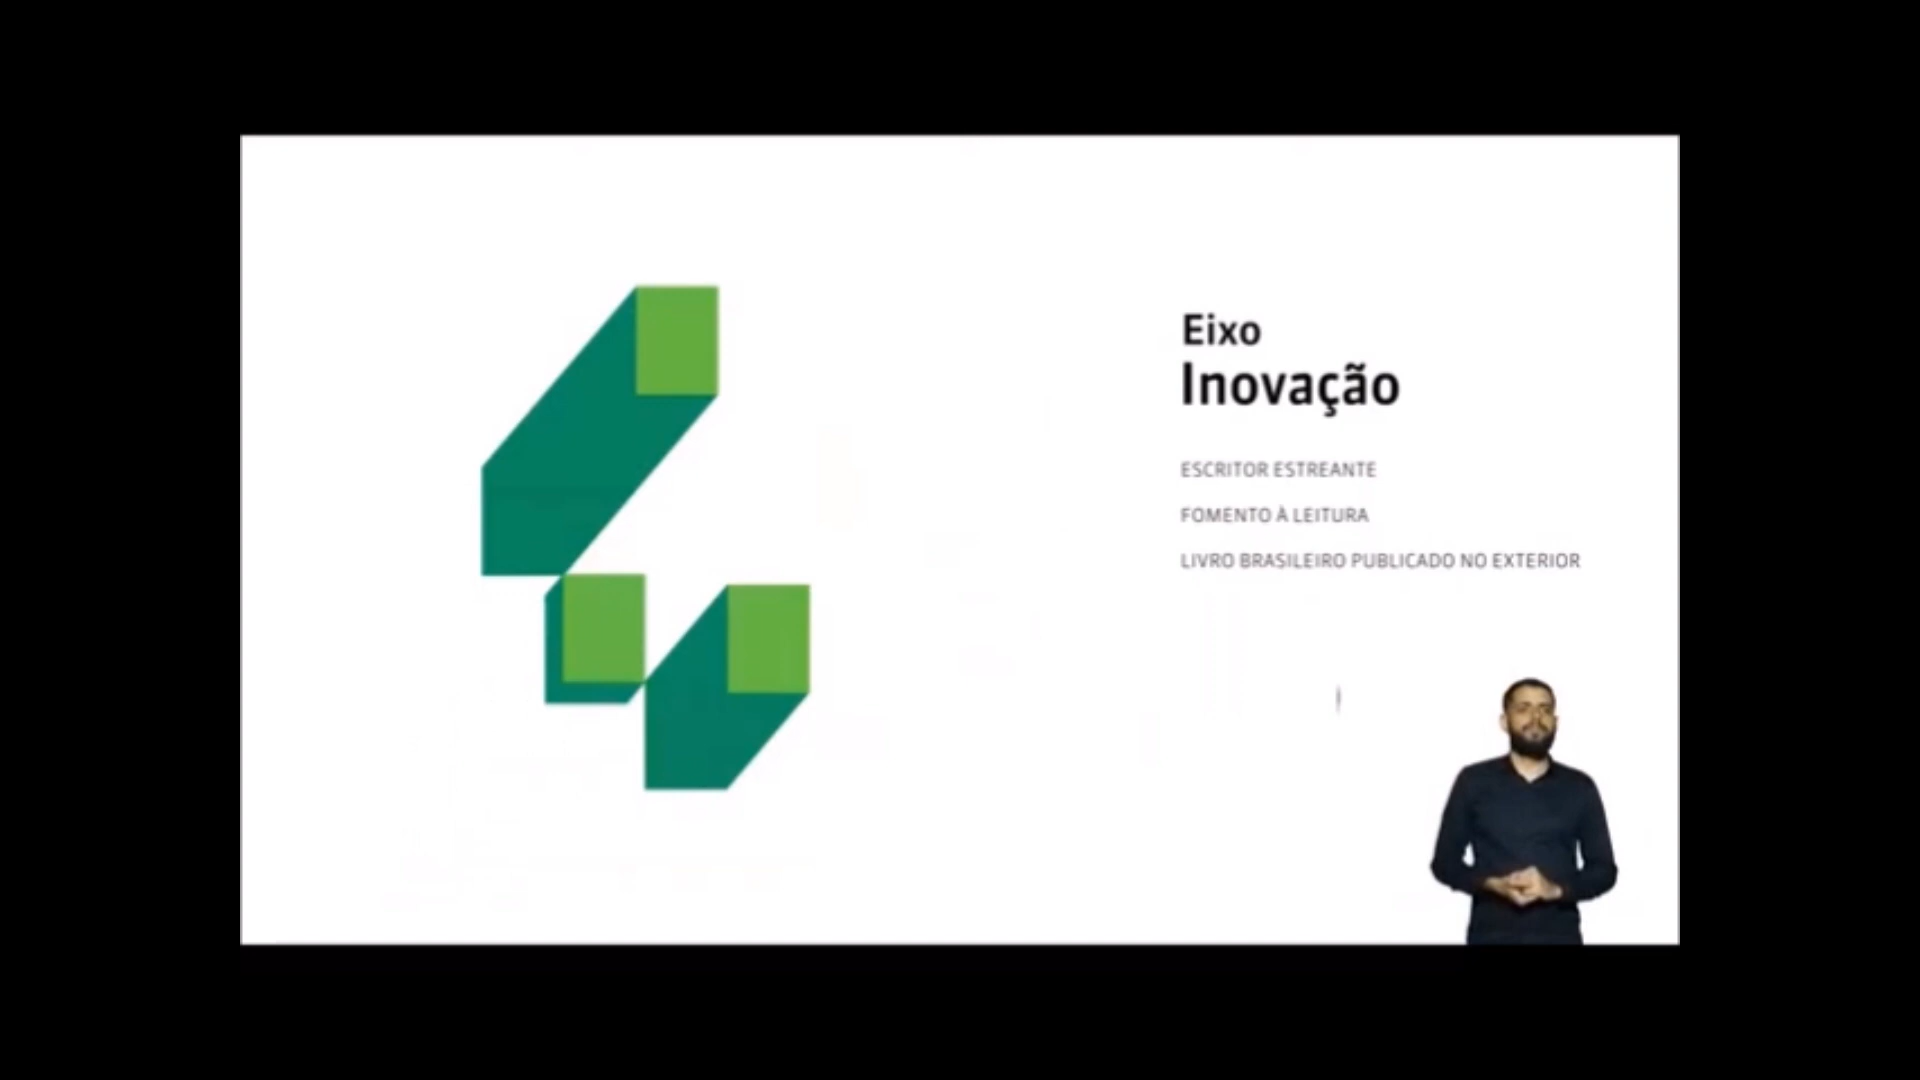 Eixo
Inovação
ESCRITOR ESTREANTE
FOMENTO À LEITURA
LIVRO BRASILEIRO PUBLICADO NO EXTERIOR